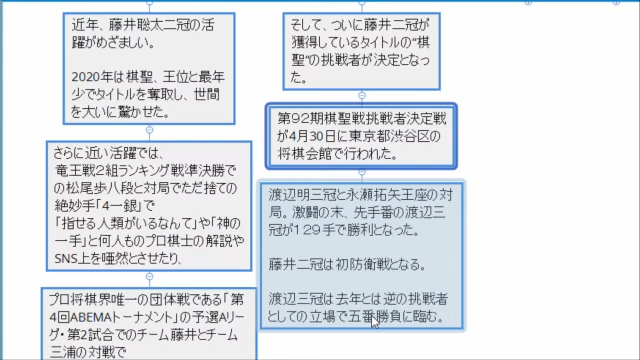 近年、藤井聡太二冠の活
躍がめざましい。
2020年は棋聖、王位と最年
少でタイトルを奪取し、世間
を大いに驚かせた。
さらに近い活躍では、
竜王戦2組ランキング戦準決勝で
の松尾歩八段と対局でただ捨ての
絶妙手「4一銀」で
「指せる人類がいるなんて」や「神の
一手」と何人ものプロ棋士の解説や
SNS上を唖然とさせたり、
プロ将棋界唯一の団体戦である「第
4回ABEMAトーナメント」の予選Aリ
ーグ・第2試合でのチーム藤井とチーム
三浦の対戦で
そして、ついに藤井二冠が
獲得しているタイトルの“棋
聖”の挑戦者が決定となっ
た。
第92期棋聖戦挑戦者決定戦
が4月30日に東京都渋谷区の
将棋会館で行われた。
渡辺明三冠と永瀬拓矢王座の対
局。激闘の末、先手番の渡辺三
冠が129手で勝利となった。
藤井二冠は初防衛戦となる。
渡辺三冠は去年とは逆の挑戦者
としての立場で五番勝負に臨む。